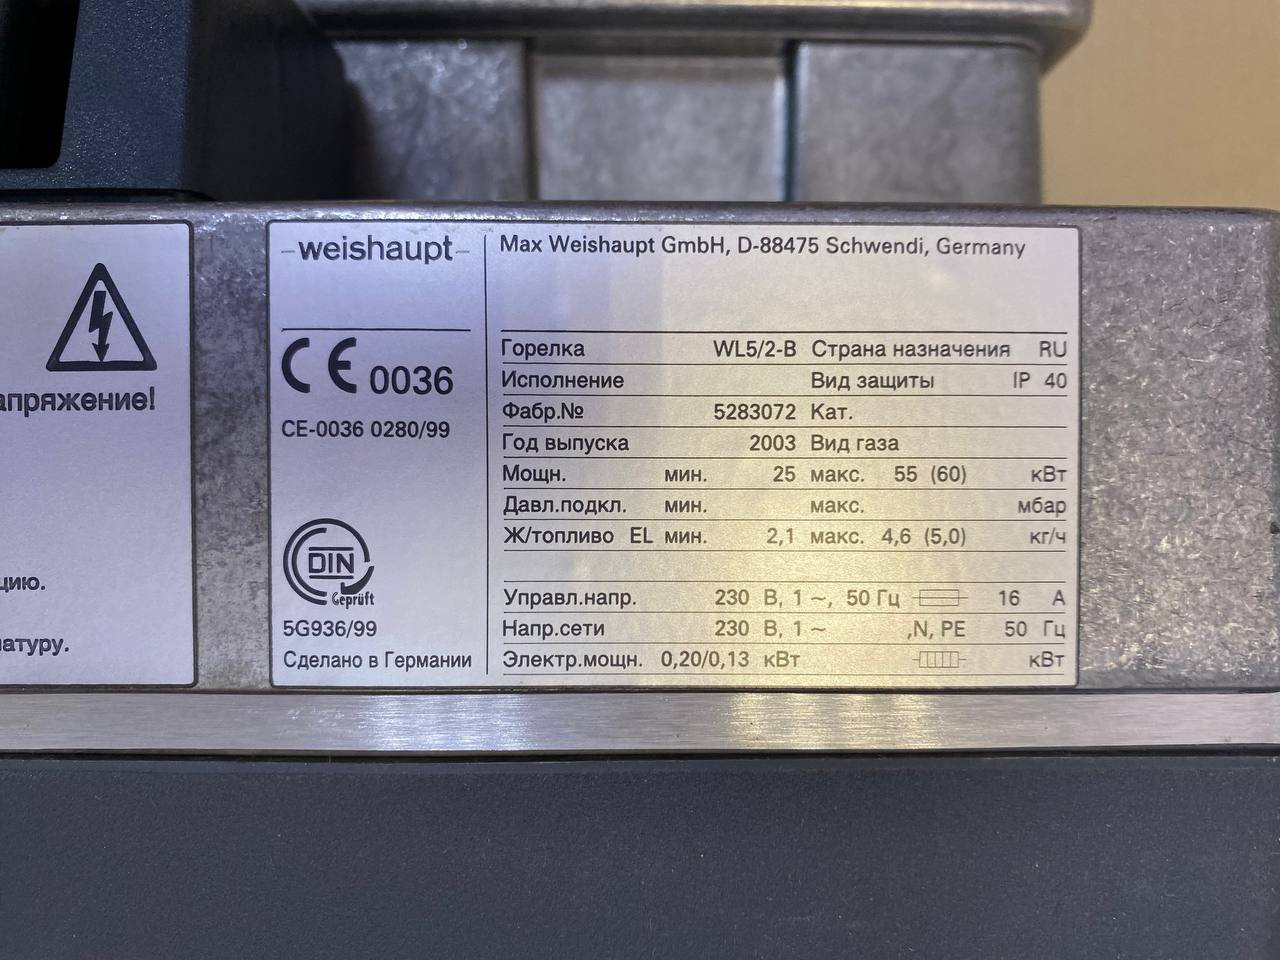 апряжение!
цию.
атуру.
-weishaupt-
CE 0036
CE-0036 0280/99
DIN
Geprüft
5G936/99
Сделано в Германии
Max Weishaupt GmbH, D-88475 Schwendi, Germany
Горелка WL5/2-B Страна назначения RU
Исполнение Вид защиты IP 40
Фабр.№ 5283072 Кат.
Год выпуска 2003 Вид газа
Мощн. мин. 25 макс. 55 (60) кВт
Давл.подкл. мин. макс. мбар
Ж/топливо EL мин. 2,1 макс. 4,6 (5,0) кг/ч
Управл.напр. 230 В, 1 ~, 50 Гц 16 А
Напр.сети 230 В, 1 ~ ,N, PE 50 Гц
Электр.мощн. 0,20/0,13 кВт кВт